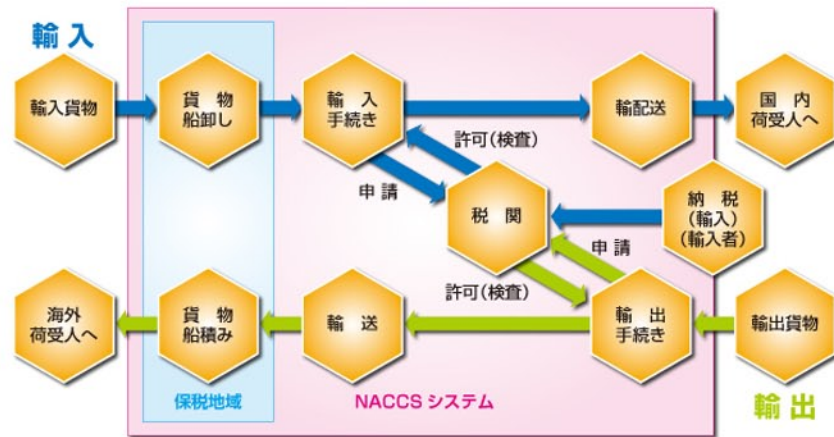 輸 入
輸入貨物
貨 物
船卸し
輸 入
手続き
輸配送
国 内
荷受人へ
許可(検査)
申 請
税 関
納 税
(輸入)
(輸入者)
申 請
許可(検査)
海外
荷受人へ
貨 物
船積み
輸 送
輸 出
手続き
輸出貨物
保税地域
NACCS システム
輸 出